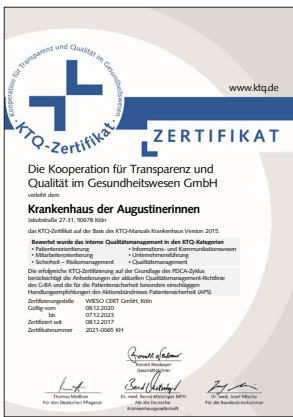 Kooperation für Transparenz und Qualität im Gesundheitswesen
KTQ-Zertifikat
www.ktq.de
ZERTIFIKAT
Die Kooperation für Transparenz und
Qualität im Gesundheitswesen GmbH
verleiht dem
Krankenhaus der Augustinerinnen
Jakobstraße 27-31, 50678 Köln
das KTQ-Zertifikat auf der Basis des KTQ-Manuals Krankenhaus Version 2015.
Bewertet wurde das interne Qualitätsmanagement in den KTQ-Kategorien
• Patientenorientierung • Informations- und Kommunikationswesen
• Mitarbeiterorientierung • Unternehmensführung
• Sicherheit – Risikomanagement • Qualitätsmanagement
Die erfolgreiche KTQ-Zertifizierung auf der Grundlage des PDCA-Zyklus
berücksichtigt die Anforderungen der aktuellen Qualitätsmanagement-Richtlinie
des G-BA und die für die Patientensicherheit besonders einschlägigen
Handlungsempfehlungen des Aktionsbündnisses Patientensicherheit (APS).
Zertifizierungsstelle WIESO CERT GmbH, Köln
Gültig vom 08.12.2020
bis 07.12.2023
Zertifiziert seit 08.12.2017
Zertifikatsnummer 2021-0065 KH
Ronald Neubauer
Geschäftsführer
Thomas Meißner
Für den Deutschen Pflegerat
Dr. med. Bernd Metzinger MPH
Für die Deutsche
Krankenhausgesellschaft
Dr. med. Josef Mischo
Für die Bundesärztekammer